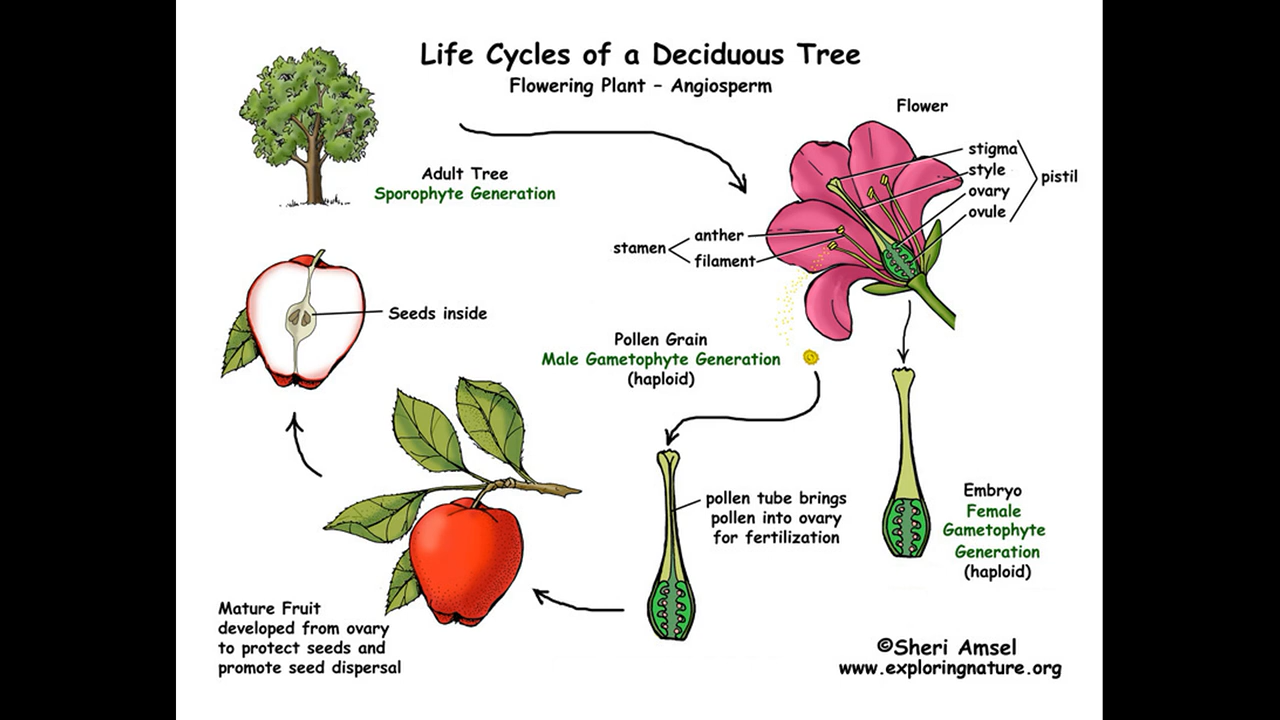 Life Cycles of a Deciduous Tree
Flowering Plant – Angiosperm
Flower
stigma
style
ovary
ovule
pistil
Adult Tree
Sporophyte Generation
stamen
anther
filament
Seeds inside
Pollen Grain
Male Gametophyte Generation
(haploid)
pollen tube brings
pollen into ovary
for fertilization
Embryo
Female
Gametophyte
Generation
(haploid)
Mature Fruit
developed from ovary
to protect seeds and
promote seed dispersal
©Sheri Amsel
www.exploringnature.org